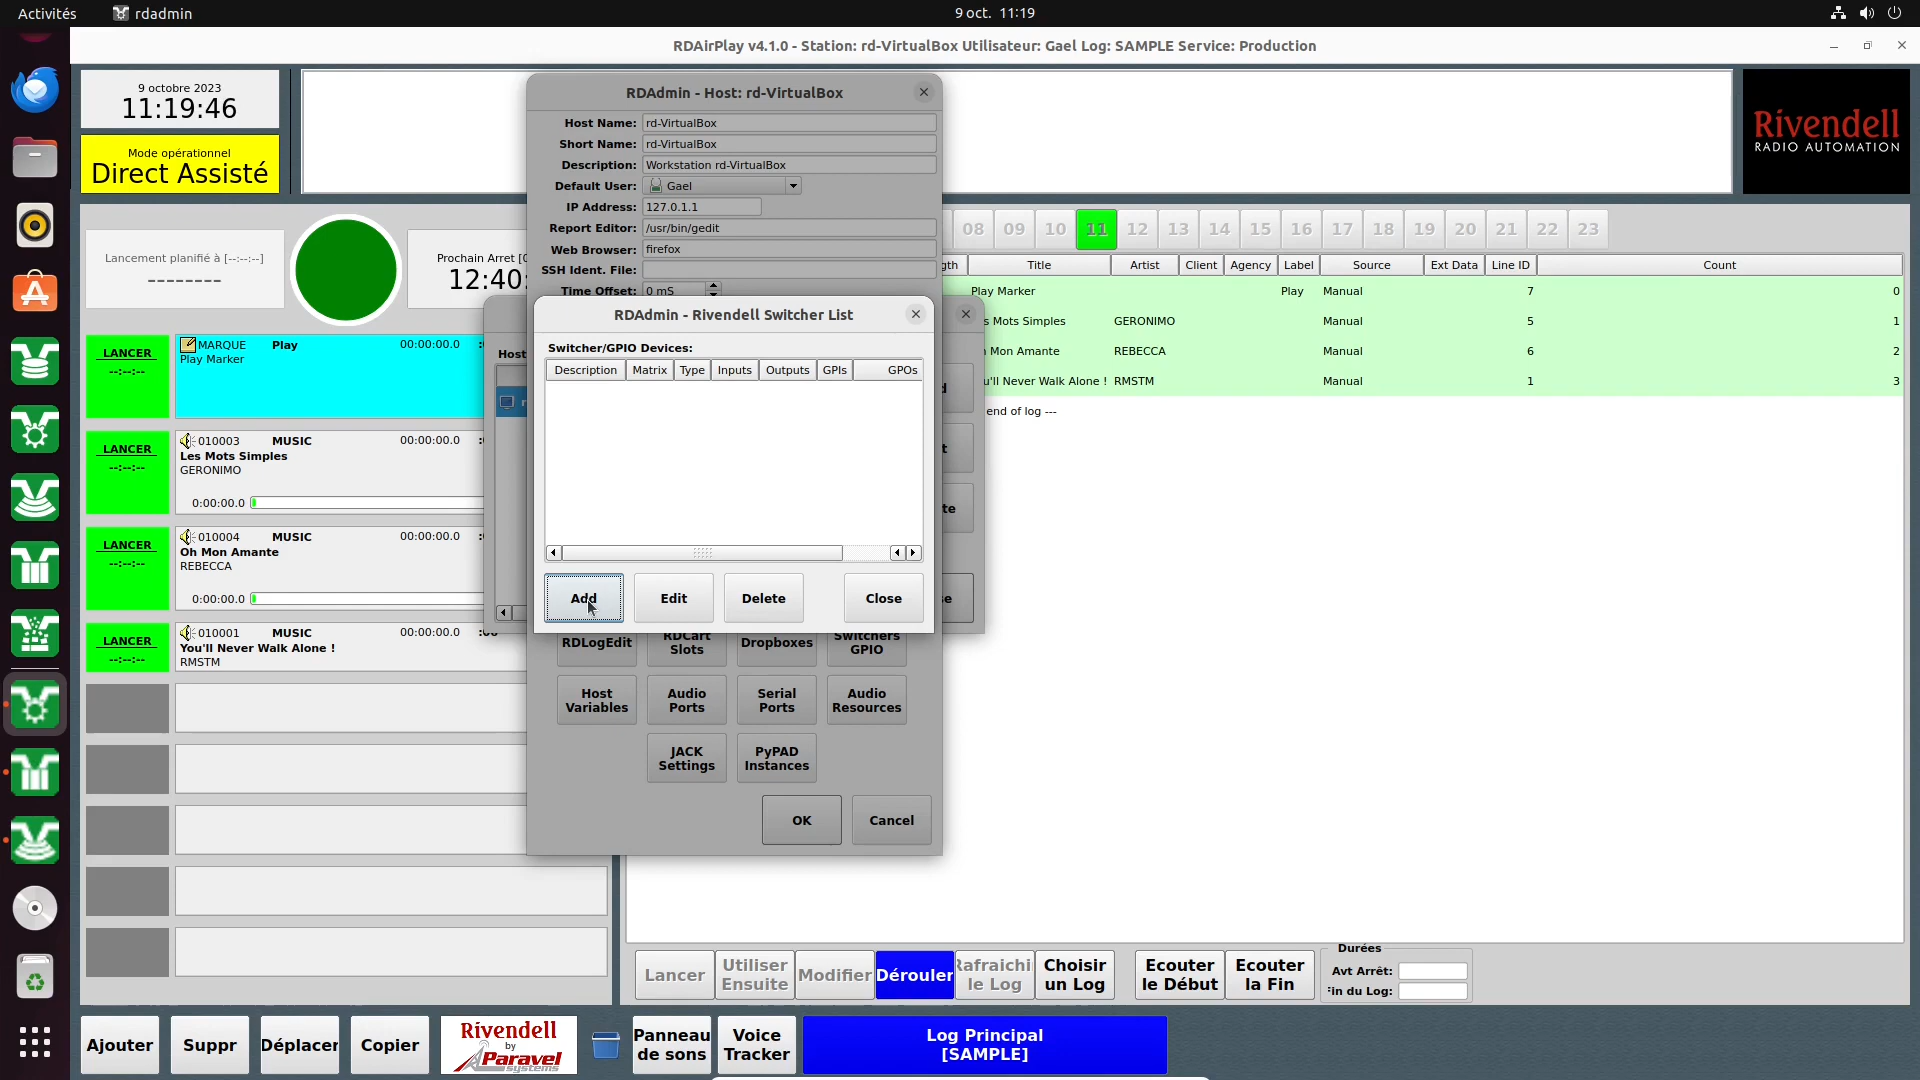 Activités
rdadmin
9 oct. 11:19
RDAirPlay v4.1.0 - Station: rd-VirtualBox Utilisateur: Gael Log: SAMPLE Service: Production
9 octobre 2023
11:19:46
Mode opérationnel
Direct Assisté
Rivendell
RADIO AUTOMATION
Lancement planifié à [--:--:--]
--------
Prochain Arret [0
12:40:
08 09 10 11 12 13 14 15 16 17 18 19 20 21 22 23
LANCER
--:--:--
MARQUE Play 00:00:00.0
Play Marker
LANCER
--:--:--
010003 MUSIC 00:00:00.0
Les Mots Simples
GERONIMO
0:00:00.0
LANCER
--:--:--
010004 MUSIC 00:00:00.0
Oh Mon Amante
REBECCA
0:00:00.0
LANCER
--:--:--
010001 MUSIC 00:00:00.0
You'll Never Walk Alone !
RMSTM
RDAdmin - Host: rd-VirtualBox
Host Name: rd-VirtualBox
Short Name: rd-VirtualBox
Description: Workstation rd-VirtualBox
Default User: Gael
IP Address: 127.0.1.1
Report Editor: /usr/bin/gedit
Web Browser: firefox
SSH Ident. File:
Time Offset: 0 mS
Host
RDAdmin - Rivendell Switcher List
Switcher/GPIO Devices:
Description Matrix Type Inputs Outputs GPIs GPOs
Add Edit Delete Close
RDLogEdit
RDCart
Slots
Dropboxes
Switchers
GPIO
Host
Variables
Audio
Ports
Serial
Ports
Audio
Resources
JACK
Settings
PyPAD
Instances
OK Cancel
gth Title Artist Client Agency Label Source Ext Data Line ID Count
Play Marker Play Manual 7 0
s Mots Simples GERONIMO Manual 5 1
n Mon Amante REBECCA Manual 6 2
u'll Never Walk Alone ! RMSTM Manual 1 3
end of log ---
Lancer
Utiliser
Ensuite
Modifier
Dérouler
Rafraichi
le Log
Choisir
un Log
Ecouter
le Début
Ecouter
la Fin
Durées
Avt Arrêt:
Fin du Log:
Ajouter
Suppr
Déplacer
Copier
Rivendell
by
Paravel
systems
Panneau
de sons
Voice
Tracker
Log Principal
[SAMPLE]